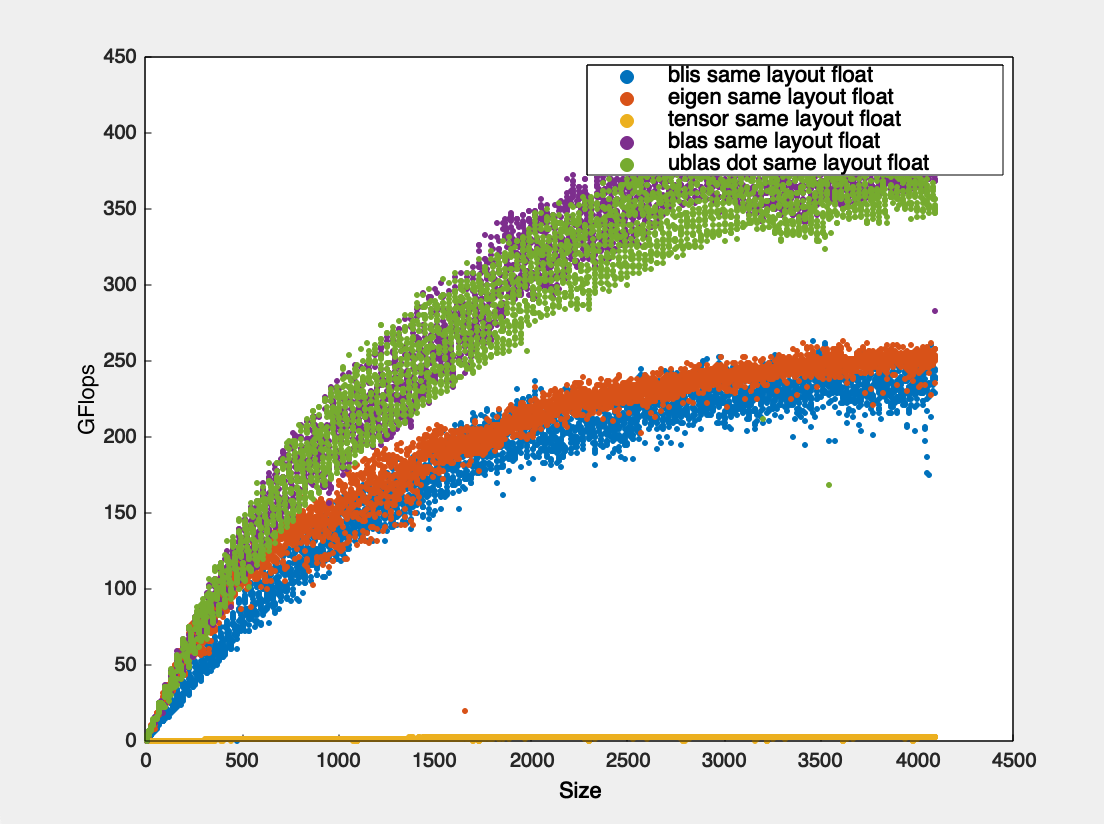 450
400
350
300
250
200
150
100
50
0
GFlops
blis same layout float
eigen same layout float
tensor same layout float
blas same layout float
ublas dot same layout float
0 500 1000 1500 2000 2500 3000 3500 4000 4500
Size